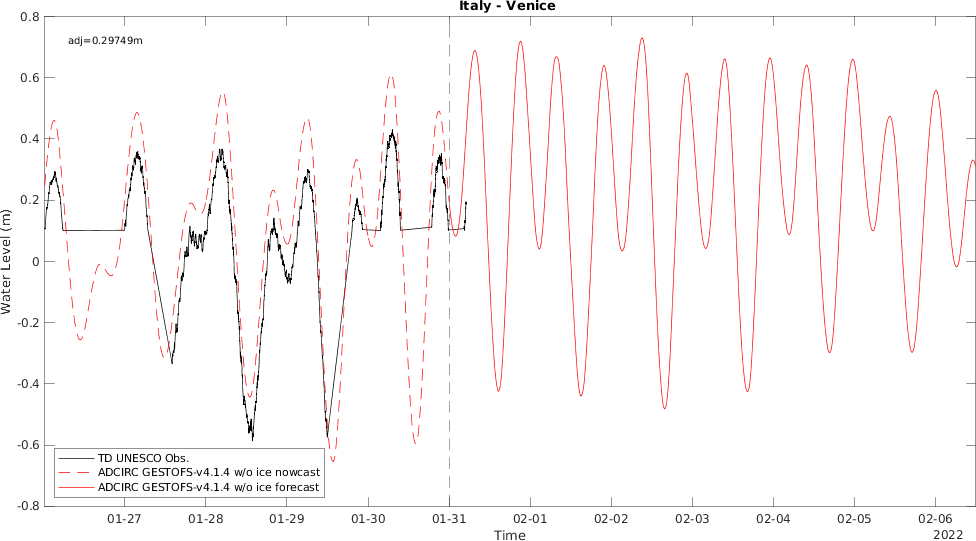 Italy - Venice
adj=0.29749m
Water Level (m)
0.8
0.6
0.4
0.2
0
-0.2
-0.4
-0.6
-0.8
TD UNESCO Obs.
ADCIRC GESTOFS-v4.1.4 w/o ice nowcast
ADCIRC GESTOFS-v4.1.4 w/o ice forecast
01-27 01-28 01-29 01-30 01-31 02-01 02-02 02-03 02-04 02-05 02-06
Time
2022